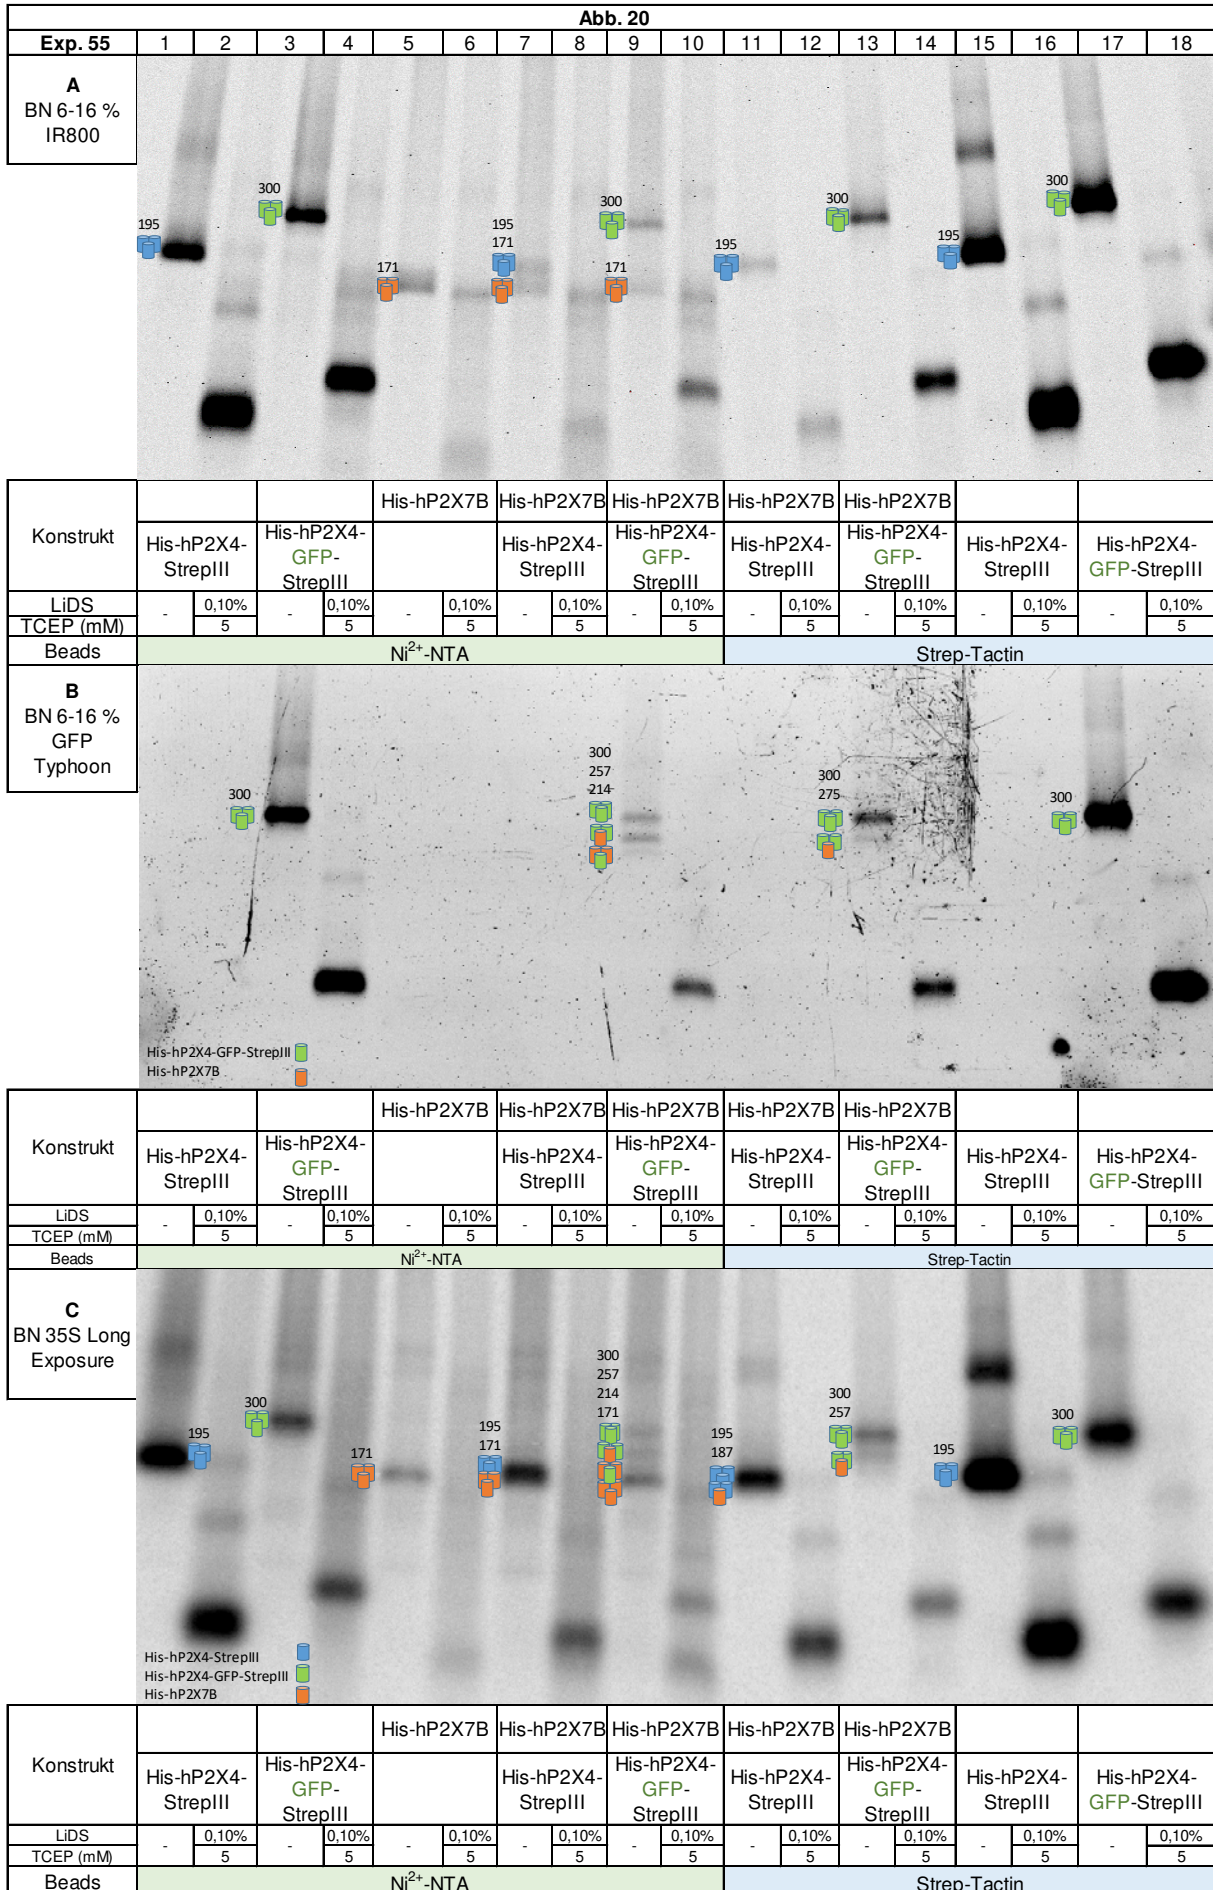 Abb. 20
Exp. 55 1 2 3 4 5 6 7 8 9 10 11 12 13 14 15 16 17 18
A
BN 6-16 %
IR800
300
300
300
300
195
195
171
171
195
171
195
195
Konstrukt
His-hP2X7B His-hP2X7B His-hP2X7B His-hP2X7B His-hP2X7B
His-hP2X4-StrepIII His-hP2X4-GFP-StrepIII His-hP2X4-StrepIII His-hP2X4-GFP-StrepIII His-hP2X4-StrepIII His-hP2X4-GFP-StrepIII His-hP2X4-StrepIII His-hP2X4-GFP-StrepIII
LiDS - 0,10% - 0,10% - 0,10% - 0,10% - 0,10% - 0,10% - 0,10% - 0,10% - 0,10%
TCEP (mM) 5 5 5 5 5 5 5 5 5
Beads Ni2+-NTA Strep-Tactin
B
BN 6-16 %
GFP
Typhoon
300
300
257
214
300
275
300
His-hP2X4-GFP-StrepIII
His-hP2X7B
Konstrukt
His-hP2X7B His-hP2X7B His-hP2X7B His-hP2X7B His-hP2X7B
His-hP2X4-StrepIII His-hP2X4-GFP-StrepIII His-hP2X4-StrepIII His-hP2X4-GFP-StrepIII His-hP2X4-StrepIII His-hP2X4-GFP-StrepIII His-hP2X4-StrepIII His-hP2X4-GFP-StrepIII
LiDS - 0,10% - 0,10% - 0,10% - 0,10% - 0,10% - 0,10% - 0,10% - 0,10% - 0,10%
TCEP (mM) 5 5 5 5 5 5 5 5 5
Beads Ni2+-NTA Strep-Tactin
C
BN 35S Long
Exposure
195
300
171
195
171
300
257
214
171
195
187
300
257
195
300
His-hP2X4-StrepIII
His-hP2X4-GFP-StrepIII
His-hP2X7B
Konstrukt
His-hP2X7B His-hP2X7B His-hP2X7B His-hP2X7B His-hP2X7B
His-hP2X4-StrepIII His-hP2X4-GFP-StrepIII His-hP2X4-StrepIII His-hP2X4-GFP-StrepIII His-hP2X4-StrepIII His-hP2X4-GFP-StrepIII His-hP2X4-StrepIII His-hP2X4-GFP-StrepIII
LiDS - 0,10% - 0,10% - 0,10% - 0,10% - 0,10% - 0,10% - 0,10% - 0,10% - 0,10%
TCEP (mM) 5 5 5 5 5 5 5 5 5
Beads Ni2+-NTA Strep-Tactin